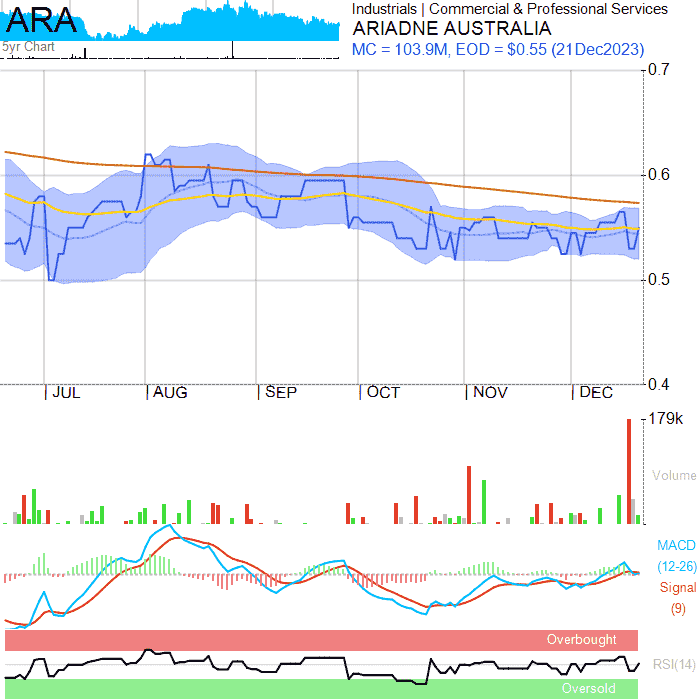 ARA
5yr Chart
Industrials | Commercial & Professional Services
ARIADNE AUSTRALIA
MC = 103.9M, EOD = $0.55 (21Dec2023)
0.7
0.6
0.5
0.4
JUL AUG SEP OCT NOV DEC
179k
Volume
MACD
(12-26)
Signal
(9)
Overbought
RSI(14)
Oversold